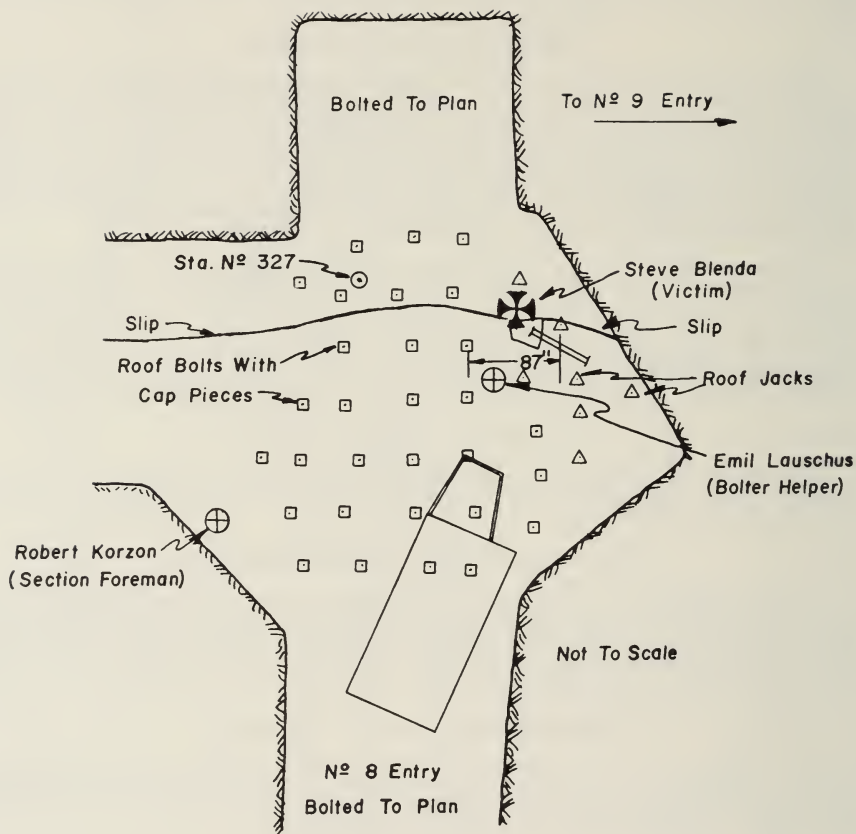 Bolted To Plan
To Nº 9 Entry
Sta. Nº 327
Steve Blenda
(Victim)
Slip
Slip
Roof Bolts With
Cap Pieces
87"
Roof Jacks
Emil Lauschus
(Bolter Helper)
Robert Korzon
(Section Foreman)
Not To Scale
Nº 8 Entry
Bolted To Plan